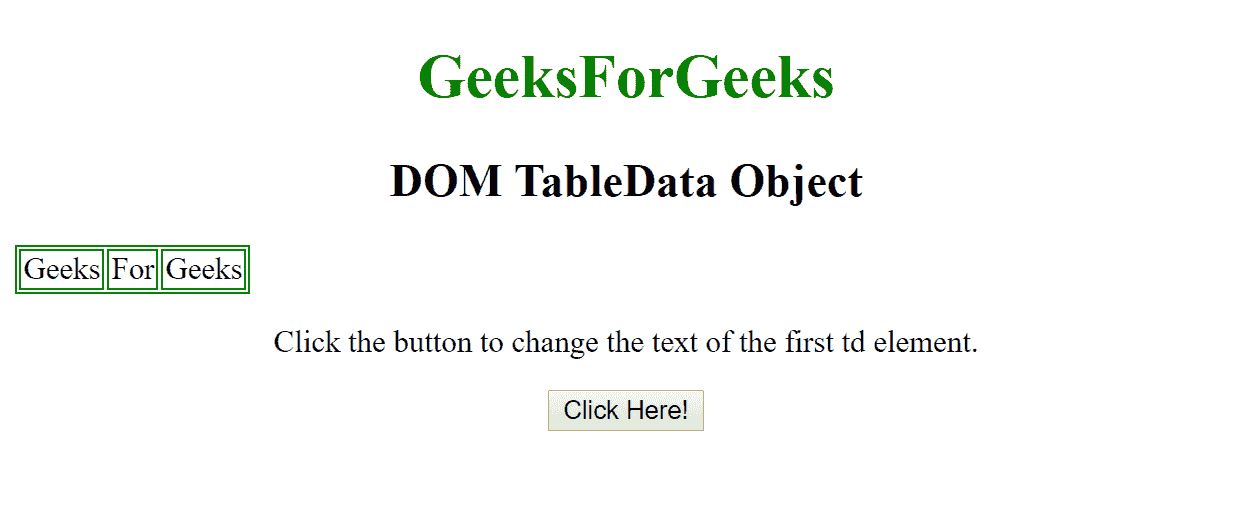 GeeksForGeeks
DOM TableData Object
Geeks For Geeks
Click the button to change the text of the first td element.
Click Here!